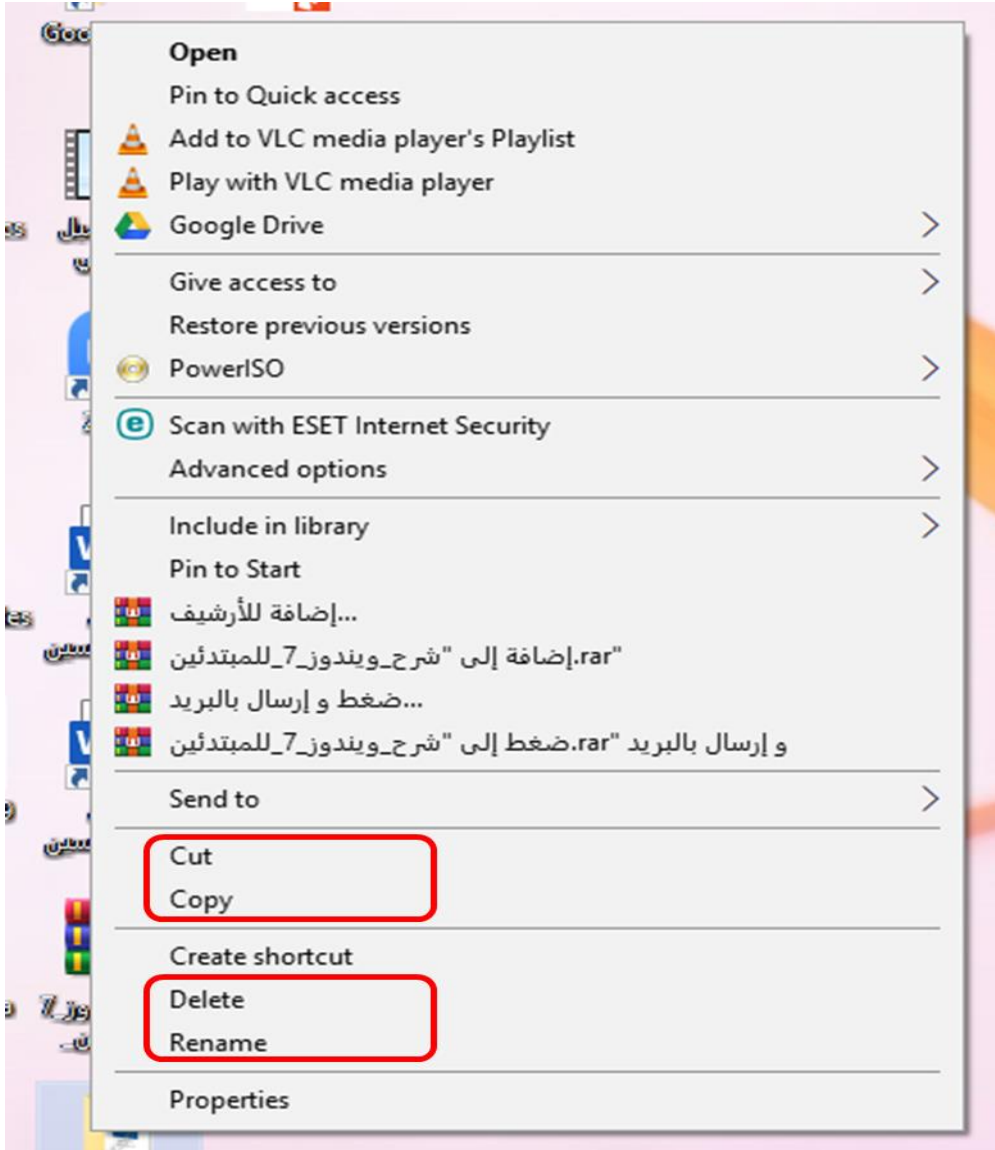 Open
Pin to Quick access
Add to VLC media player's Playlist
Play with VLC media player
Google Drive
Give access to
Restore previous versions
PowerISO
Scan with ESET Internet Security
Advanced options
Include in library
Pin to Start
إضافة للأرشيف...
إضافة إلى "شرح_ويندوز_7_للمبتدئين.rar"
ضغط و إرسال بالبريد...
ضغط إلى "شرح_ويندوز_7_للمبتدئين.rar" و إرسال بالبريد
Send to
Cut
Copy
Create shortcut
Delete
Rename
Properties